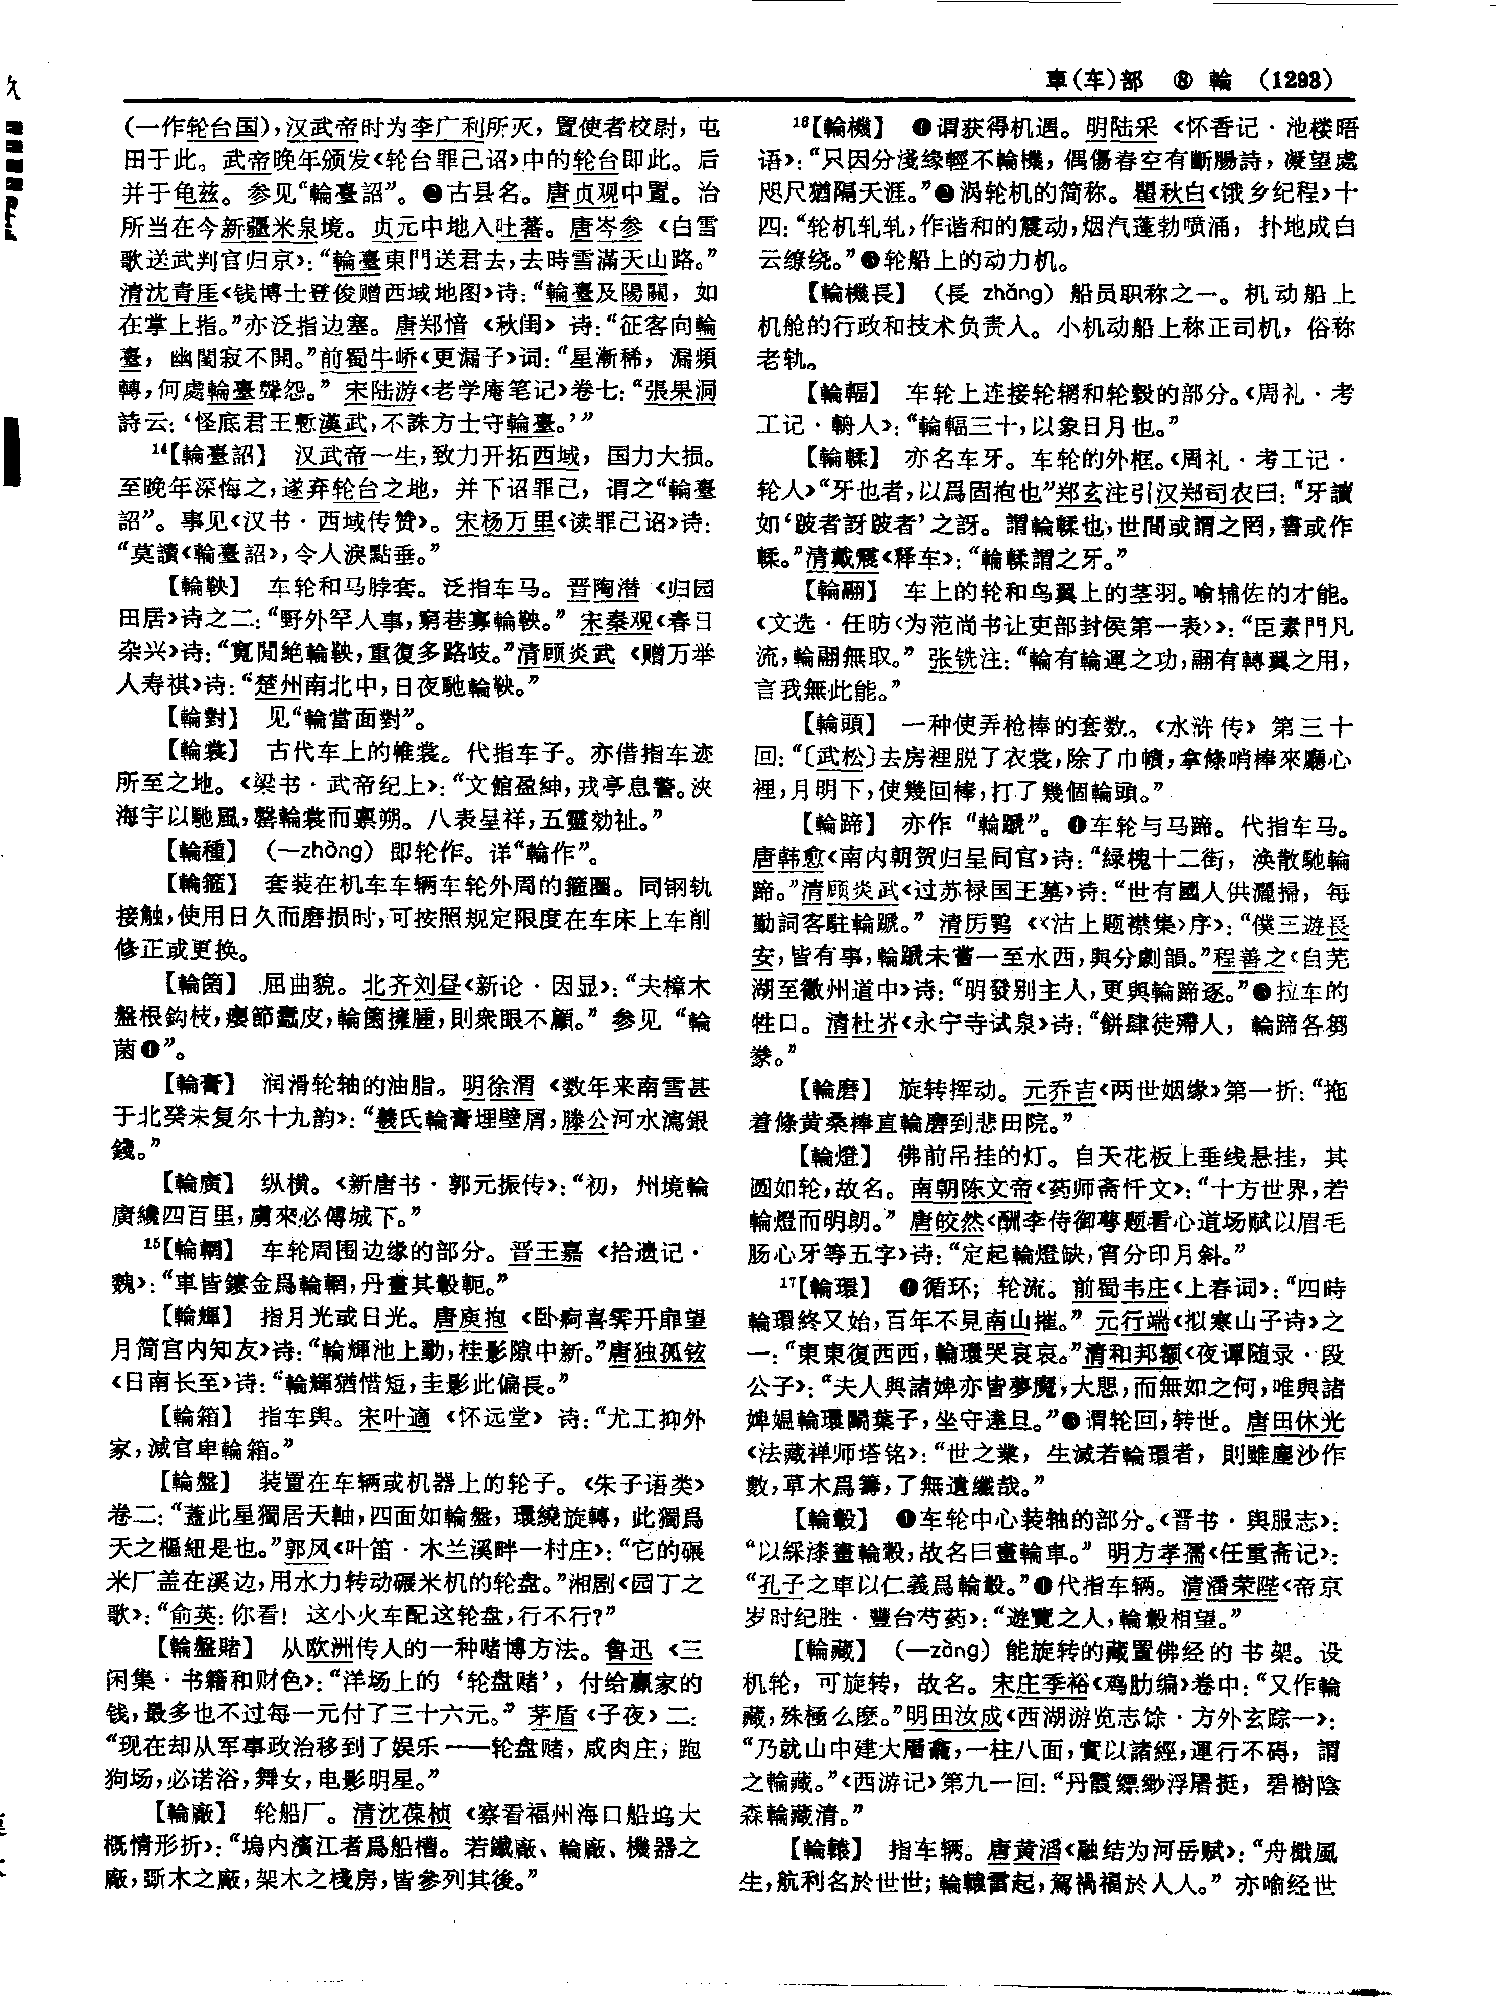 車(车)部 ⑧ 輪 (1293)
(一作轮台国),汉武帝时为李广利所灭，置使者校尉，屯
田于此。武帝晚年颁发《轮台罪己诏》中的轮台即此。后
并于龟兹。参见“輪臺詔”。❷古县名。唐贞观中置。治
所当在今新疆米泉境。贞元中地入吐蕃。唐岑参《白雪
歌送武判官归京》：“輪臺東門送君去，去時雪滿天山路。”
清沈青厓《钱博士登俊赠西域地图》诗：“輪臺及陽關，如
在掌上指。”亦泛指边塞。唐郑愔《秋闺》诗：“征客向輪
臺，幽閨寂不開。”前蜀牛峤《更漏子》词：“星漸稀，漏頻
轉，何處輪臺聲怨。”宋陆游《老学庵笔记》卷七：“張果洞
詩云：‘怪底君王慙漢武，不誅方士守輪臺。’”
14【輪臺詔】 汉武帝一生，致力开拓西域，国力大损。
至晚年深悔之，遂弃轮台之地，并下诏罪己，谓之“輪臺
詔”。事见《汉书·西域传赞》。宋杨万里《读罪己诏》诗：
“莫讀《輪臺詔》，令人淚點垂。”
【輪鞅】 车轮和马脖套。泛指车马。晋陶潜《归园
田居》诗之二：“野外罕人事，窮巷寡輪鞅。”宋秦观《春日
杂兴》诗：“寬閒絶輪鞅，重復多路歧。”清顾炎武《赠万举
人寿祺》诗：“楚州南北中，日夜馳輪鞅。”
【輪對】 见“輪當面對”。
【輪裳】 古代车上的帷裳。代指车子。亦借指车迹
所至之地。《梁书·武帝纪上》：“文館盈紳，戎亭息警。浹
海宇以馳風，罄輪裳而稟朔。八表呈祥，五靈効祉。”
【輪種】 (—zhòng) 即轮作。详“輪作”。
【輪箍】 套装在机车车辆车轮外周的箍圈。同钢轨
接触，使用日久而磨损时，可按照规定限度在车床上车削
修正或更换。
【輪箘】 屈曲貌。北齐刘昼《新论·因显》：“夫樟木
盤根鈎枝，癭節蠹皮，輪箘擁腫，則衆眼不顧。”参见“輪
菌❶”。
【輪膏】 润滑轮轴的油脂。明徐渭《数年来南雪甚
于北癸未复尔十九韵》：“羲氏輪膏埋壁屑，滕公河水瀉銀
錢。”
【輪廣】 纵横。《新唐书·郭元振传》：“初，州境輪
廣纔四百里，虜來必傅城下。”
15【輪輞】 车轮周围边缘的部分。晋王嘉《拾遗记·
魏》：“車皆鏤金爲輪輞，丹畫其轂軛。”
【輪輝】 指月光或日光。唐庾抱《卧痾喜霁开扉望
月简宫内知友》诗：“輪輝池上動，桂影隙中新。”唐独孤铉
《日南长至》诗：“輪輝猶惜短，圭影此偏長。”
【輪箱】 指车舆。宋叶適《怀远堂》诗：“尤工抑外
家，減官卑輪箱。”
【輪盤】 装置在车辆或机器上的轮子。《朱子语类》
卷二：“蓋此星獨居天軸，四面如輪盤，環繞旋轉，此獨爲
天之樞紐是也。”郭风《叶笛·木兰溪畔一村庄》：“它的碾
米厂盖在溪边，用水力转动碾米机的轮盘。”湘剧《园丁之
歌》：“俞英：你看！这小火车配这轮盘，行不行？”
【輪盤賭】 从欧洲传入的一种赌博方法。鲁迅《三
闲集·书籍和财色》：“洋场上的‘轮盘赌’，付给赢家的
钱，最多也不过每一元付了三十六元。”茅盾《子夜》二：
“现在却从军事政治移到了娱乐——轮盘赌，咸肉庄，跑
狗场，必诺浴，舞女，电影明星。”
【輪廠】 轮船厂。清沈葆桢《察看福州海口船坞大
概情形折》：“塢内濱江者爲船槽。若鐵廠、輪廠、機器之
廠，斲木之廠，架木之棧房，皆參列其後。”
16【輪機】 ❶谓获得机遇。明陆采《怀香记·池楼晤
语》：“只因分淺缘輕不輪機，偶傷春空有斷腸詩，凝望處
咫尺猶隔天涯。”❷涡轮机的简称。瞿秋白《饿乡纪程》十
四：“轮机轧轧，作谐和的震动，烟汽蓬勃喷涌，扑地成白
云缭绕。”❸轮船上的动力机。
【輪機長】 (長 zhǎng) 船员职称之一。机动船上
机舱的行政和技术负责人。小机动船上称正司机，俗称
老轨。
【輪輻】 车轮上连接轮辋和轮毂的部分。《周礼·考
工记·輈人》：“輪輻三十，以象日月也。”
【輪輮】 亦名车牙。车轮的外框。《周礼·考工记·
轮人》“牙也者，以爲固抱也”郑玄注引汉郑司农曰：“牙讀
如‘跛者訝跛者’之訝。謂輪輮也，世間或謂之罔，書或作
輮。”清戴震《释车》：“輪輮謂之牙。”
【輪翮】 车上的轮和鸟翼上的茎羽。喻辅佐的才能。
《文选·任昉〈为范尚书让吏部封侯第一表〉》：“臣素門凡
流，輪翮無取。”张铣注：“輪有輪運之功，翮有轉翼之用，
言我無此能。”
【輪頭】 一种使弄枪棒的套数。《水浒传》第三十
回：“〔武松〕去房裡脱了衣裳，除了巾幘，拿條哨棒來廳心
裡，月明下，使幾回棒，打了幾個輪頭。”
【輪蹄】 亦作“輪蹏”。❶车轮与马蹄。代指车马。
唐韩愈《南内朝贺归呈同官》诗：“緑槐十二街，涣散馳輪
蹄。”清顾炎武《过苏禄国王墓》诗：“世有國人供灑掃，每
勤詞客駐輪蹏。”清厉鹗《〈沽上题襟集〉序》：“僕三遊長
安，皆有事，輪蹏未嘗一至水西，與分劇韻。”程善之《自芜
湖至徽州道中》诗：“明發别主人，更與輪蹄逐。”❷拉车的
牲口。清杜岕《永宁寺试泉》诗：“餅肆徒殢人，輪蹄各芻
豢。”
【輪磨】 旋转挥动。元乔吉《两世姻缘》第一折：“拖
着條黄桑棒直輪磨到悲田院。”
【輪燈】 佛前吊挂的灯。自天花板上垂线悬挂，其
圆如轮，故名。南朝陈文帝《药师斋忏文》：“十方世界，若
輪燈而明朗。”唐皎然《酬李侍御萼题看心道场赋以眉毛
肠心牙等五字》诗：“定起輪燈缺，宵分印月斜。”
17【輪環】 ❶循环；轮流。前蜀韦庄《上春词》：“四時
輪環終又始，百年不見南山摧。”元行端《拟寒山子诗》之
一：“東東復西西，輪環哭哀哀。”清和邦额《夜谭随录·段
公子》：“夫人與諸婢亦皆夢魘，大恐，而無如之何，唯與諸
婢媪輪環鬬葉子，坐守達旦。”❷谓轮回，转世。唐田休光
《法藏禅师塔铭》：“世之業，生滅若輪環者，則雖塵沙作
數，草木爲籌，了無遺纖哉。”
【輪轂】 ❶车轮中心装轴的部分。《晋书·舆服志》：
“以綵漆畫輪轂，故名曰畫輪車。”明方孝孺《任重斋记》：
“孔子之車以仁義爲輪轂。”❷代指车辆。清潘荣陛《帝京
岁时纪胜·豐台芍药》：“遊覽之人，輪轂相望。”
【輪藏】 (—zàng) 能旋转的藏置佛经的书架。设
机轮，可旋转，故名。宋庄季裕《鸡肋编》卷中：“又作輪
藏，殊極么麽。”明田汝成《西湖游览志馀·方外玄踪一》：
“乃就山中建大層龕，一柱八面，實以諸經，運行不碍，謂
之輪藏。”《西游记》第九一回：“丹霞縹緲浮屠挺，碧樹陰
森輪藏清。”
【輪轅】 指车辆。唐黄滔《融结为河岳赋》：“舟檝風
生，航利名於世世；輪轅雷起，駕禍福於人人。”亦喻经世